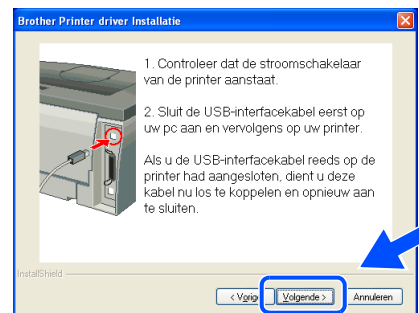 Brother Printer driver Installatie
1. Controleer dat de stroomschakelaar
van de printer aanstaat.
2. Sluit de USB-interfacekabel eerst op
uw pc aan en vervolgens op uw printer.
Als u de USB-interfacekabel reeds op de
printer had aangesloten, dient u deze
kabel nu los te koppelen en opnieuw aan
te sluiten.
InstallShield
< Vorig
Volgende >
Annuleren